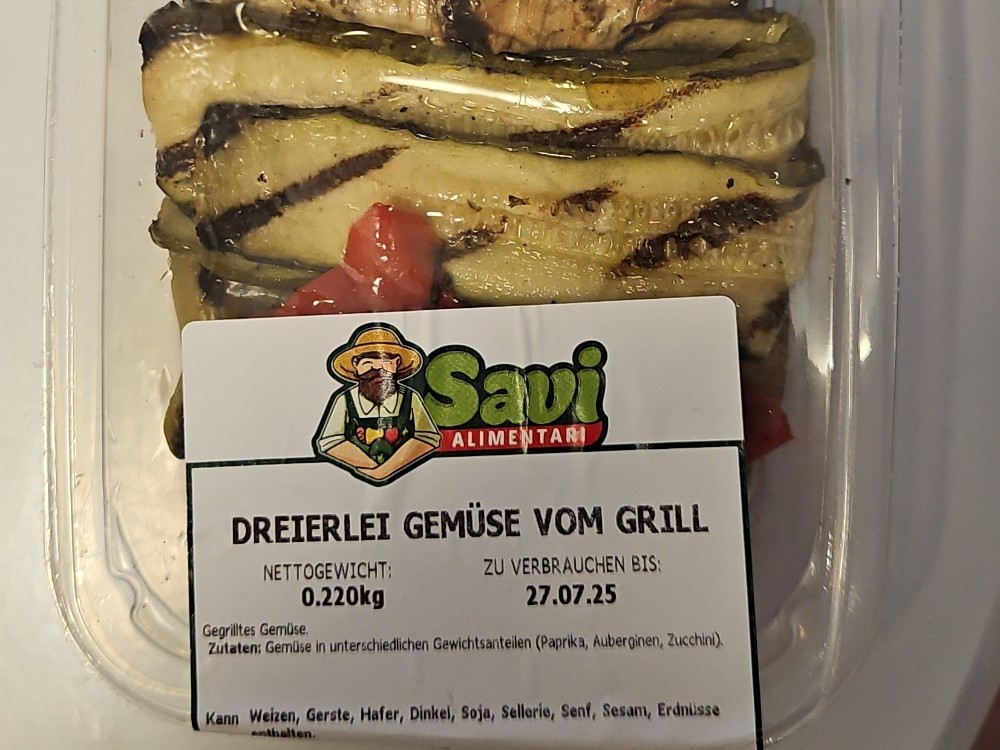 Savi
ALIMENTARI
DREIERLEI GEMÜSE VOM GRILL
NETTOGEWICHT:
0.220kg
ZU VERBRAUCHEN BIS:
27.07.25
Gegrilltes Gemüse.
Zutaten: Gemüse in unterschiedlichen Gewichtsanteilen (Paprika, Auberginen, Zucchini).
Kann Weizen, Gerste, Hafer, Dinkel, Soja, Sellerie, Senf, Sesam, Erdnüsse
enthalten.